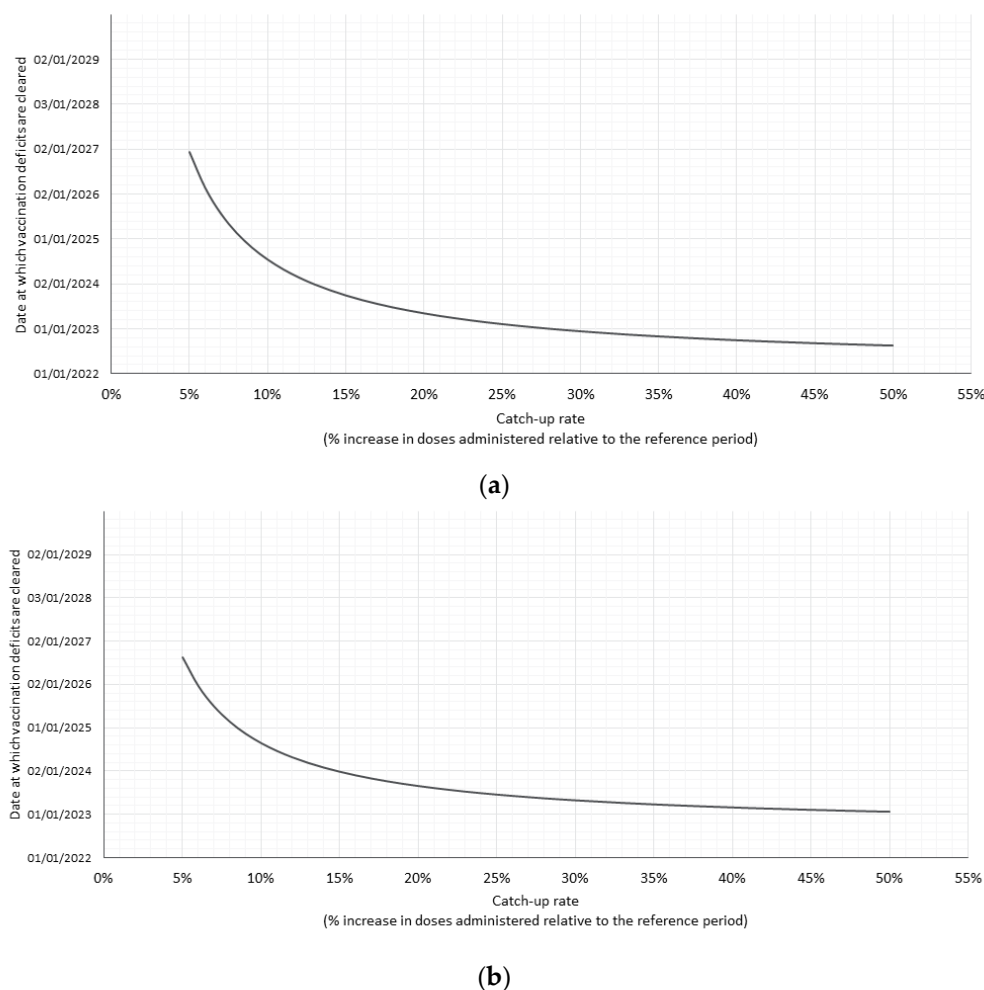 Date at which vaccination deficits are cleared
02/01/2029
03/01/2028
02/01/2027
02/01/2026
01/01/2025
02/01/2024
01/01/2023
01/01/2022
0% 5% 10% 15% 20% 25% 30% 35% 40% 45% 50% 55%
Catch-up rate
(% increase in doses administered relative to the reference period)
(a)
Date at which vaccination deficits are cleared
02/01/2029
03/01/2028
02/01/2027
02/01/2026
01/01/2025
02/01/2024
01/01/2023
01/01/2022
0% 5% 10% 15% 20% 25% 30% 35% 40% 45% 50% 55%
Catch-up rate
(% increase in doses administered relative to the reference period)
(b)